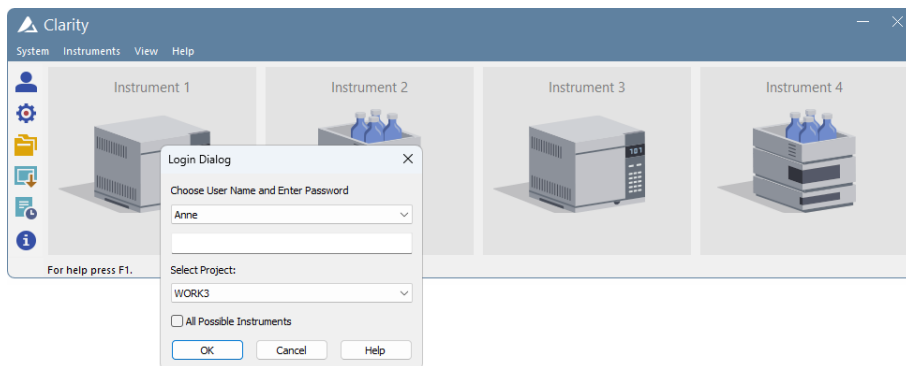 Clarity
System Instruments View Help
Instrument 1 Instrument 2 Instrument 3 Instrument 4
101
Login Dialog
Choose User Name and Enter Password
Anne
For help press F1.
Select Project:
WORK3
All Possible Instruments
OK Cancel Help